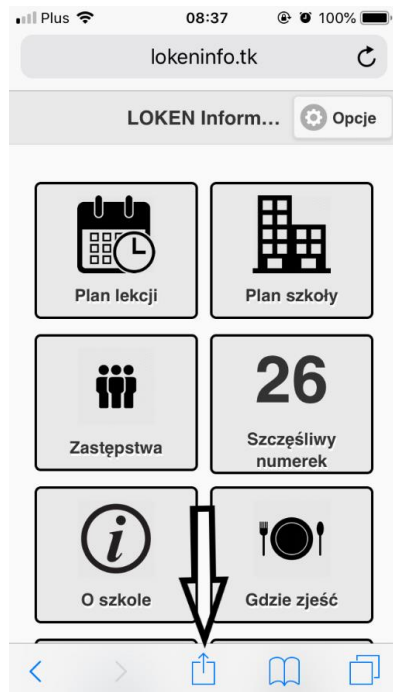 Plus 08:37 100%
lokeninfo.tk
LOKEN Inform... Opcje
Plan lekcji Plan szkoły
26
Zastępstwa Szczęśliwy
numerek
i
O szkole Gdzie zjeść